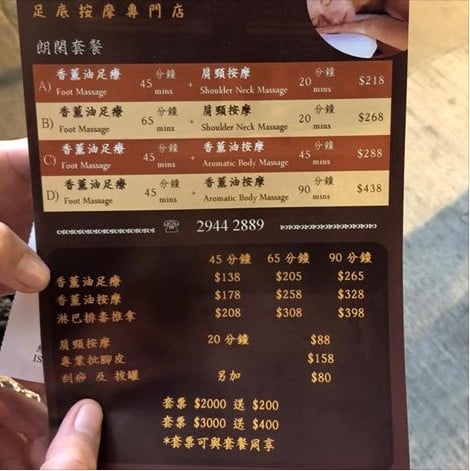 足底按摩專門店
朗閑套餐
A) 香薰油足療 Foot Massage 45 分鐘 mins + 肩頸按摩 Shoulder Neck Massage 20 分鐘 mins $218
B) 香薰油足療 Foot Massage 65 分鐘 mins + 肩頸按摩 Shoulder Neck Massage 20 分鐘 mins $268
C) 香薰油足療 Foot Massage 45 分鐘 mins + 香薰按摩 Aromatic Body Massage 45 分鐘 mins $288
D) 香薰油足療 Foot Massage 45 分鐘 mins + 香薰按摩 Aromatic Body Massage 90 分鐘 mins $438
☎ 2944 2889
45 分鐘 65 分鐘 90 分鐘
香薰油足療 $138 $205 $265
香薰油按摩 $178 $258 $328
淋巴排毒推拿 $208 $308 $398
肩頸按摩 20 分鐘 $88
專業批腳皮 $158
刮痧 及 拔罐 另加 $80
套票 $2000 送 $200
套票 $3000 送 $400
*套票可與套餐同享